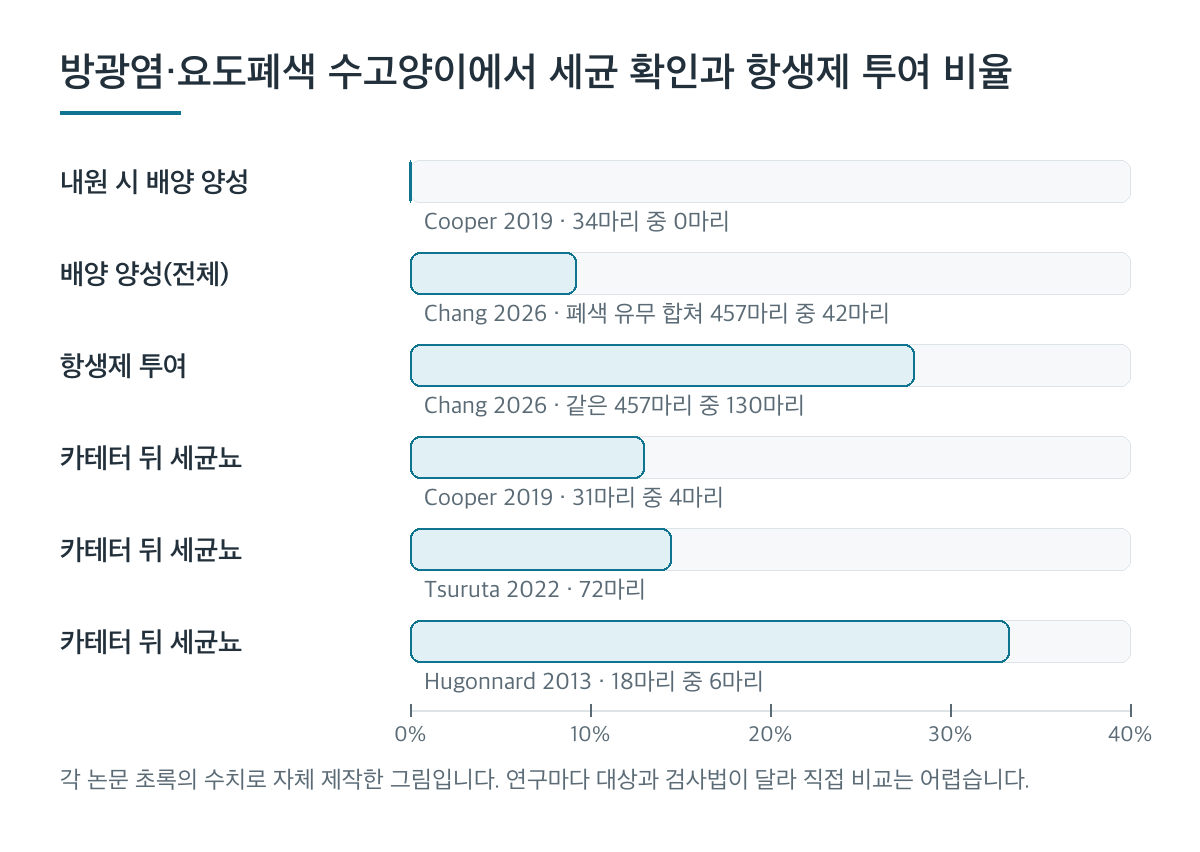 방광염·요도폐색 수고양이에서 세균 확인과 항생제 투여 비율
내원 시 배양 양성
Cooper 2019 · 34마리 중 0마리
배양 양성(전체)
Chang 2026 · 폐색 유무 합쳐 457마리 중 42마리
항생제 투여
Chang 2026 · 같은 457마리 중 130마리
카테터 뒤 세균뇨
Cooper 2019 · 31마리 중 4마리
카테터 뒤 세균뇨
Tsuruta 2022 · 72마리
카테터 뒤 세균뇨
Hugonnard 2013 · 18마리 중 6마리
0% 10% 20% 30% 40%
각 논문 초록의 수치로 자체 제작한 그림입니다. 연구마다 대상과 검사법이 달라 직접 비교는 어렵습니다.